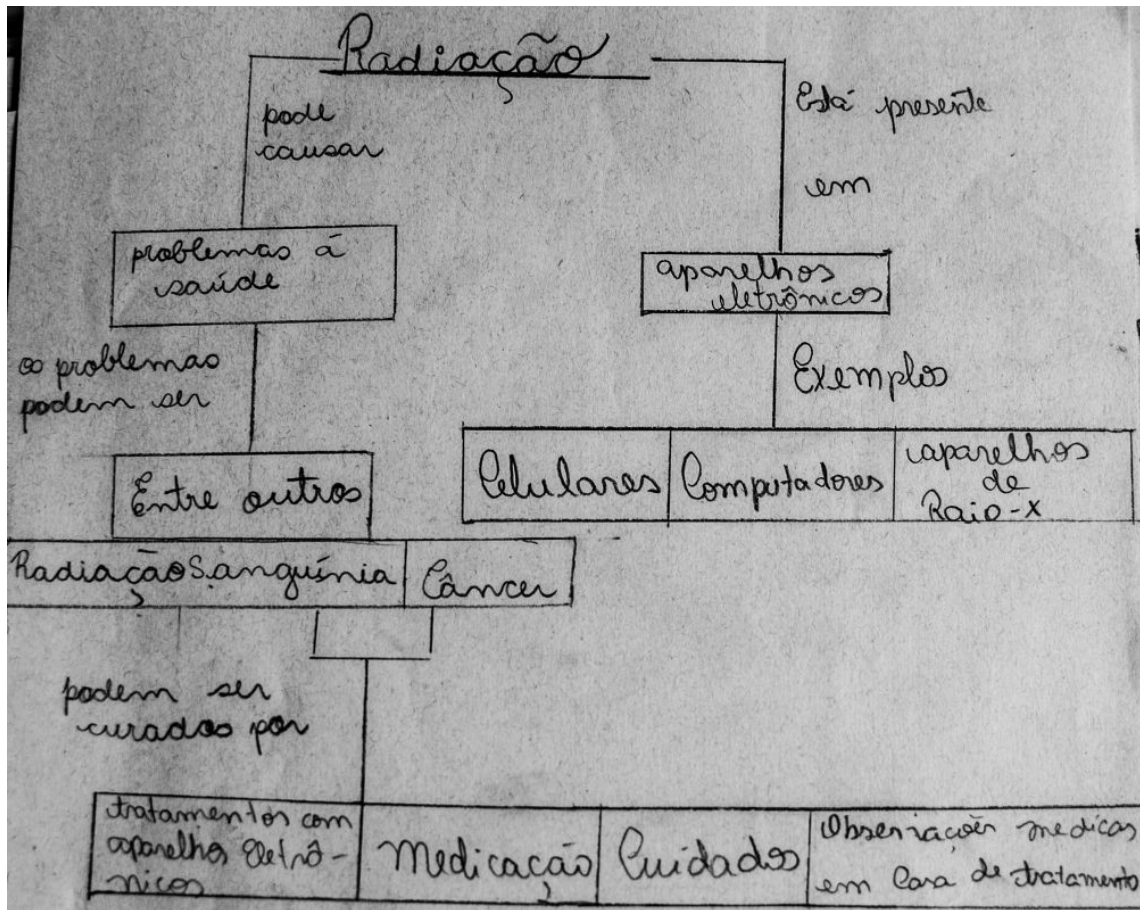 Radiação
pode
causar
Está presente
em
problemas á
saúde
aparelhos
eletrônicos
os problemas
podem ser
Exemplos
Entre outros
Celulares
Computadores
aparelhos
de
Raio-X
Radiação Sanguínia
Câncer
podem ser
curados por
tratamentos com
aparelhos Eletrô-
nicos
Medicação
Cuidados
Observações medicas
em Casa de tratamento